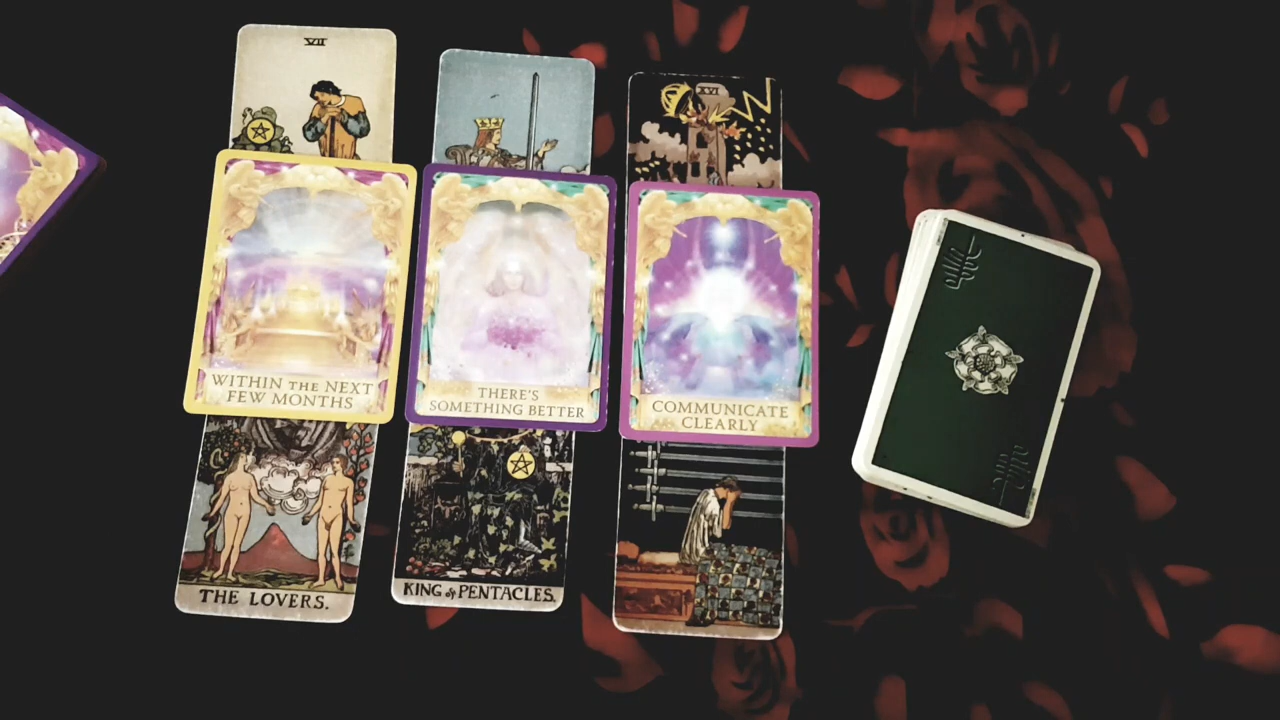 VII
XVI
WITHIN THE NEXT
FEW MONTHS
THERE'S
SOMETHING BETTER
COMMUNICATE
CLEARLY
THE LOVERS.
KING of PENTACLES.